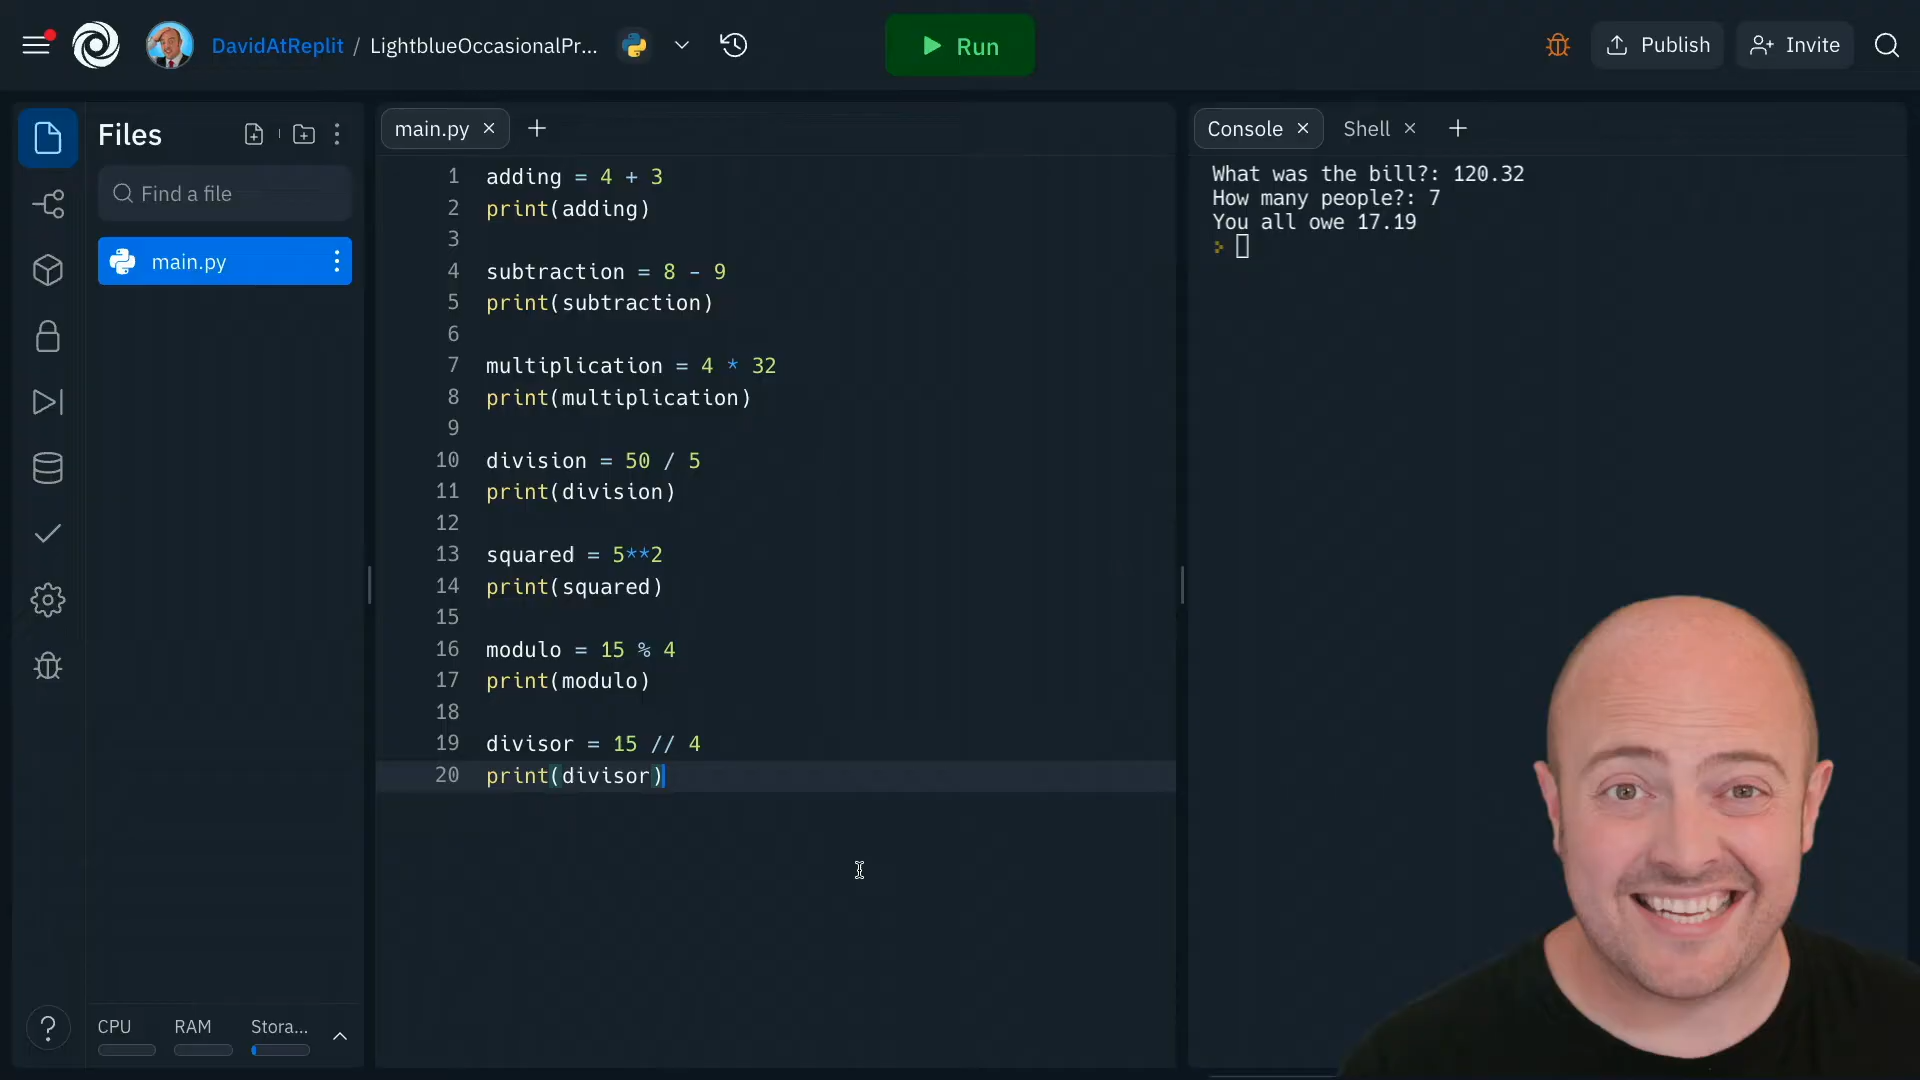 DavidAtReplit / LightblueOccasionalPr...
Run
Publish
Invite
Files
Find a file
main.py
CPU
RAM
Stora...
main.py
1 adding = 4 + 3
2 print(adding)
3
4 subtraction = 8 - 9
5 print(subtraction)
6
7 multiplication = 4 * 32
8 print(multiplication)
9
10 division = 50 / 5
11 print(division)
12
13 squared = 5**2
14 print(squared)
15
16 modulo = 15 % 4
17 print(modulo)
18
19 divisor = 15 // 4
20 print(divisor)
Console
Shell
What was the bill?: 120.32
How many people?: 7
You all owe 17.19